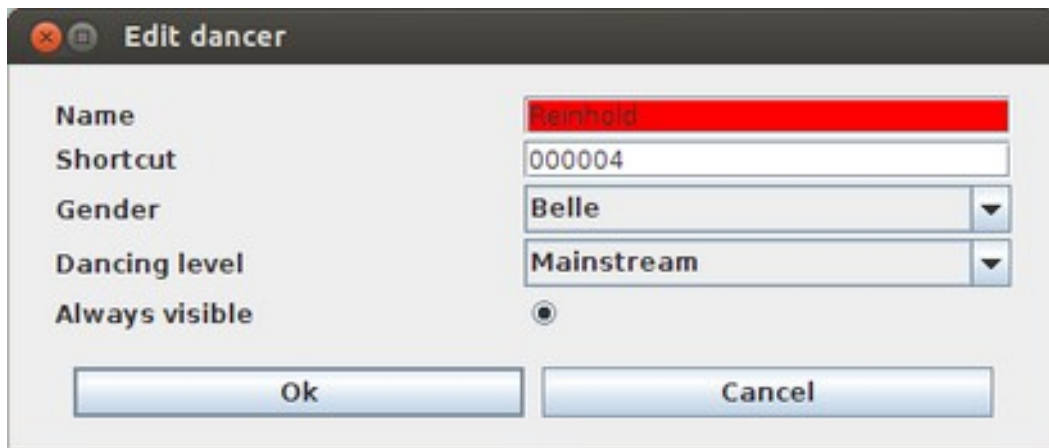 Edit dancer
Name Reinhold
Shortcut 000004
Gender Belle
Dancing level Mainstream
Always visible
Ok Cancel